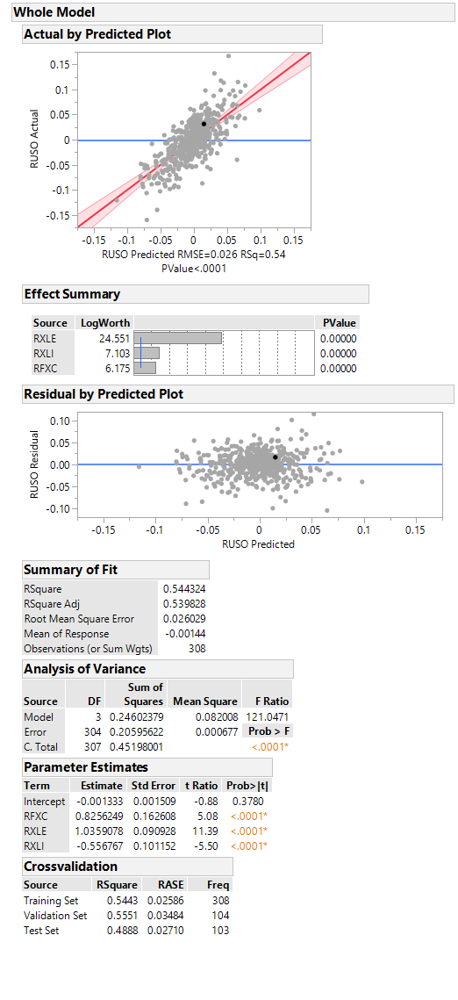 Whole Model
Actual by Predicted Plot
0.15
0.1
0.05
0
-0.05
-0.1
-0.15
RUSO Actual
-0.15 -0.1 -0.05 0 0.05 0.1 0.15
RUSO Predicted RMSE=0.026 RSq=0.54
PValue<.0001
Effect Summary
Source LogWorth PValue
RXLE 24.551 0.00000
RXLI 7.103 0.00000
RFXC 6.175 0.00000
Residual by Predicted Plot
0.10
0.05
0.00
-0.05
-0.10
RUSO Residual
-0.15 -0.1 -0.05 0 0.05 0.1 0.15
RUSO Predicted
Summary of Fit
RSquare 0.544324
RSquare Adj 0.539828
Root Mean Square Error 0.026029
Mean of Response -0.00144
Observations (or Sum Wgts) 308
Analysis of Variance
Sum of
Source DF Squares Mean Square F Ratio
Model 3 0.24602379 0.082008 121.0471
Error 304 0.20595622 0.000677 Prob > F
C. Total 307 0.45198001 <.0001*
Parameter Estimates
Term Estimate Std Error t Ratio Prob>|t|
Intercept -0.001333 0.001509 -0.88 0.3780
RFXC 0.8256249 0.162608 5.08 <.0001*
RXLE 1.0359078 0.090928 11.39 <.0001*
RXLI -0.556767 0.101152 -5.50 <.0001*
Crossvalidation
Source RSquare RASE Freq
Training Set 0.5443 0.02586 308
Validation Set 0.5551 0.03484 104
Test Set 0.4888 0.02710 103